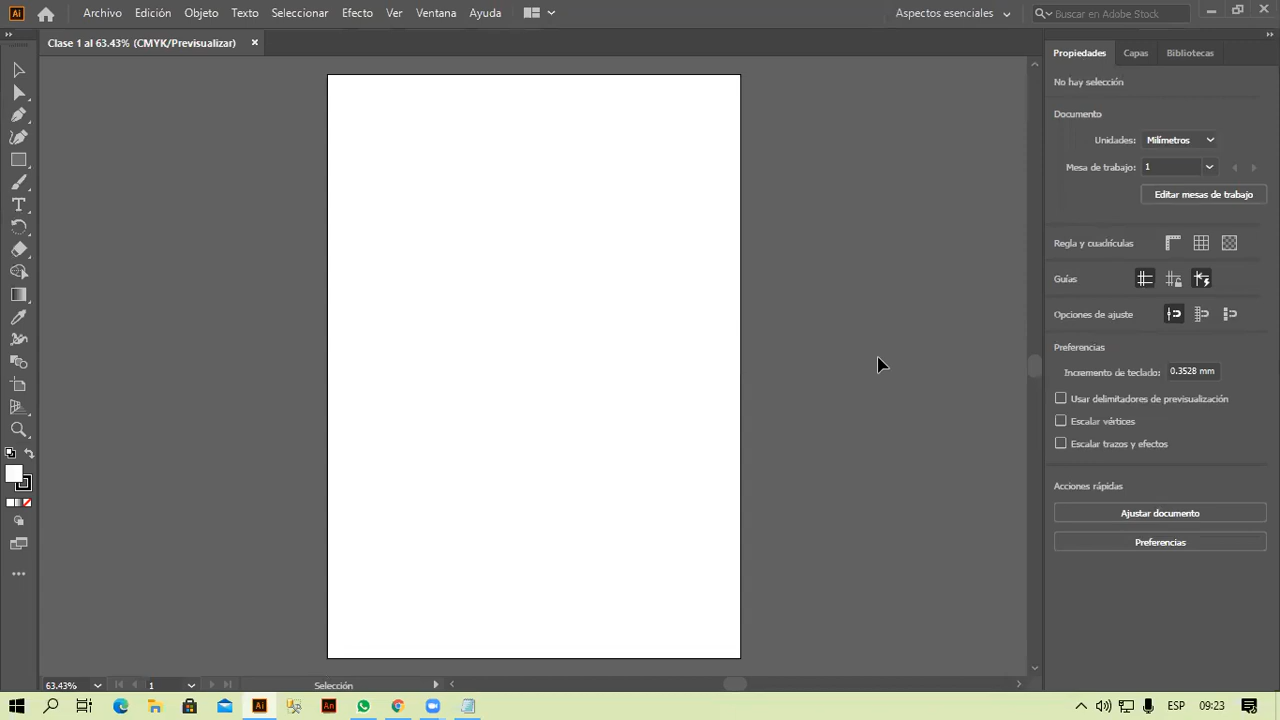 Ai Archivo Edición Objeto Texto Seleccionar Efecto Ver Ventana Ayuda Aspectos esenciales Buscar en Adobe Stock
Clase 1 al 63.43% (CMYK/Previsualizar) ×
Propiedades Capas Bibliotecas
No hay selección
Documento
Unidades: Milímetros
Mesa de trabajo: 1
Editar mesas de trabajo
Regla y cuadrículas
Guías
Opciones de ajuste
Preferencias
Incremento de teclado: 0.3528 mm
Usar delimitadores de previsualización
Escalar vértices
Escalar trazos y efectos
Acciones rápidas
Ajustar documento
Preferencias
63.43% 1 Selección
Ai An ESP 09:23